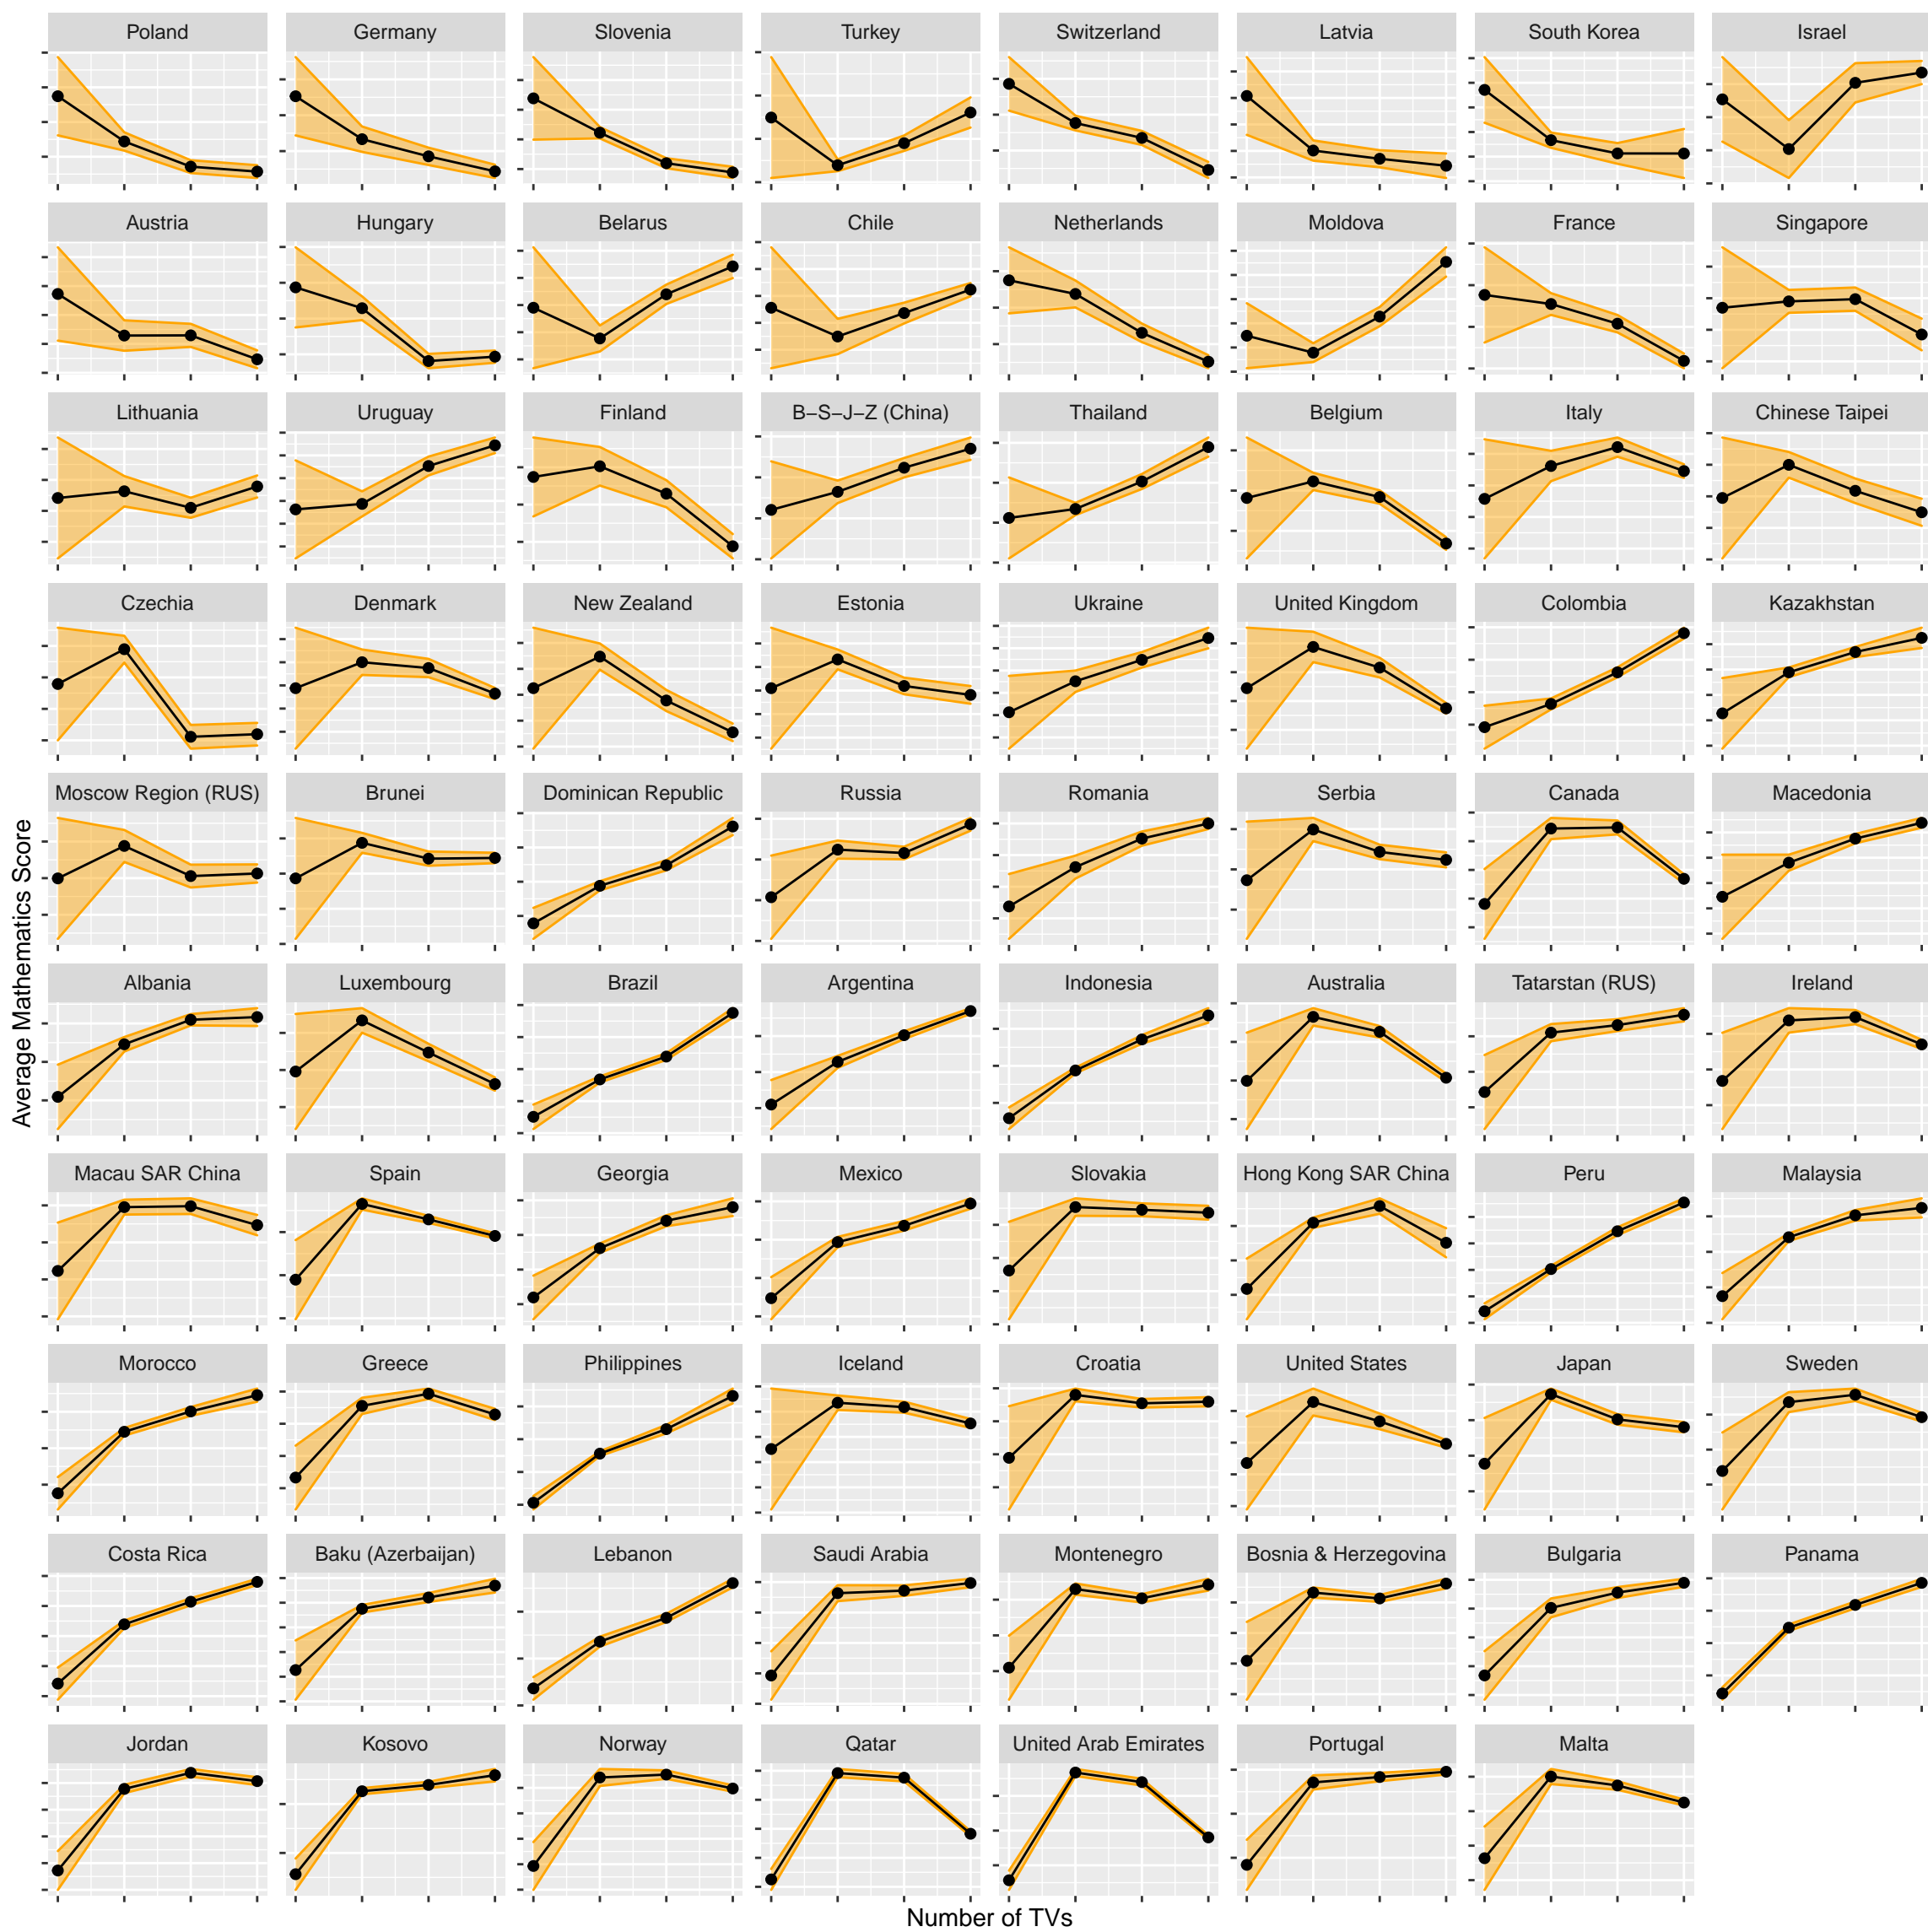 Poland Germany Slovenia Turkey Switzerland Latvia South Korea Israel
Austria Hungary Belarus Chile Netherlands Moldova France Singapore
Lithuania Uruguay Finland B−S−J−Z (China) Thailand Belgium Italy Chinese Taipei
Czechia Denmark New Zealand Estonia Ukraine United Kingdom Colombia Kazakhstan
Moscow Region (RUS) Brunei Dominican Republic Russia Romania Serbia Canada Macedonia
Albania Luxembourg Brazil Argentina Indonesia Australia Tatarstan (RUS) Ireland
Macau SAR China Spain Georgia Mexico Slovakia Hong Kong SAR China Peru Malaysia
Morocco Greece Philippines Iceland Croatia United States Japan Sweden
Costa Rica Baku (Azerbaijan) Lebanon Saudi Arabia Montenegro Bosnia & Herzegovina Bulgaria Panama
Jordan Kosovo Norway Qatar United Arab Emirates Portugal Malta
Average Mathematics Score
Number of TVs